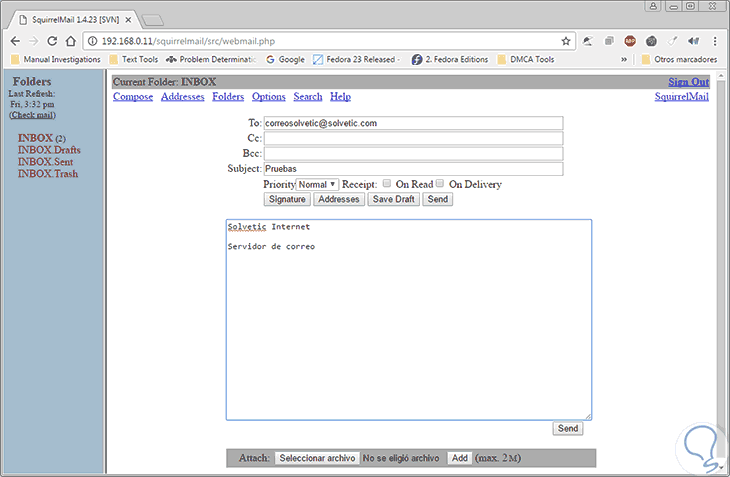 SquirrelMail 1.4.23 [SVN]
192.168.0.11/squirrelmail/src/webmail.php
Manual Investigations Text Tools Problem Determinatic Google Fedora 23 Released - 2. Fedora Editions DMCA Tools » Otros marcadores
Folders
Last Refresh:
Fri, 3:32 pm
(Check mail)
INBOX (2)
INBOX.Drafts
INBOX.Sent
INBOX.Trash
Current Folder: INBOX Sign Out
Compose Addresses Folders Options Search Help SquirrelMail
To: correosolvetic@solvetic.com
Cc:
Bcc:
Subject: Pruebas
Priority Normal Receipt: On Read On Delivery
Signature Addresses Save Draft Send
Solvetic Internet
Servidor de correo
Send
Attach: Seleccionar archivo No se eligió archivo Add (max. 2 M)